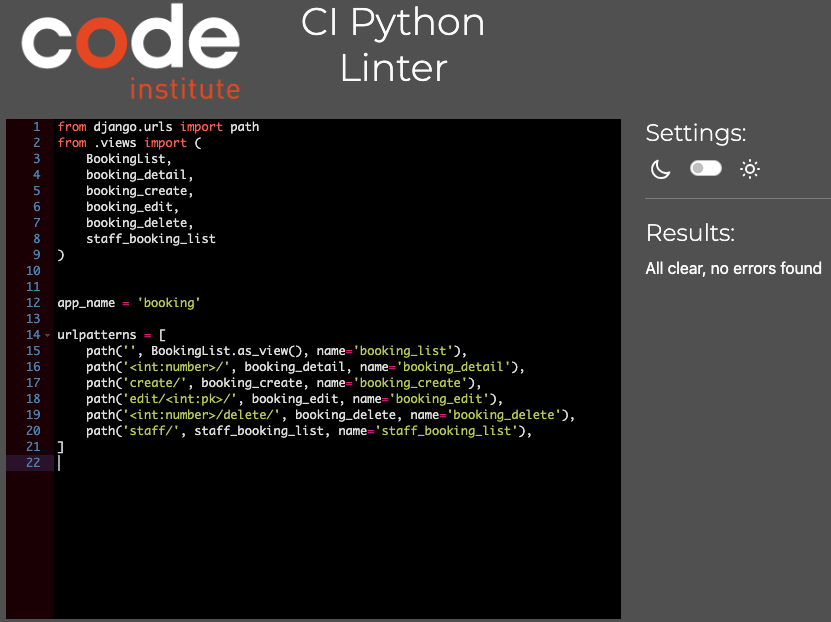 code
institute
CI Python
Linter
1 from django.urls import path
2 from .views import (
3     BookingList,
4     booking_detail,
5     booking_create,
6     booking_edit,
7     booking_delete,
8     staff_booking_list
9 )
10
11
12 app_name = 'booking'
13
14 urlpatterns = [
15     path('', BookingList.as_view(), name='booking_list'),
16     path('<int:number>/', booking_detail, name='booking_detail'),
17     path('create/', booking_create, name='booking_create'),
18     path('edit/<int:pk>/', booking_edit, name='booking_edit'),
19     path('<int:number>/delete/', booking_delete, name='booking_delete'),
20     path('staff/', staff_booking_list, name='staff_booking_list'),
21 ]
22
Settings:
Results:
All clear, no errors found